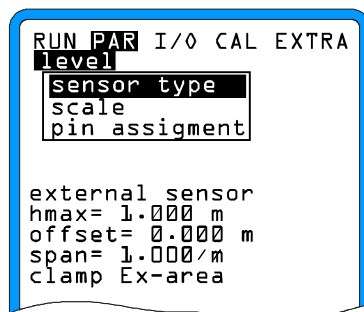 RUN PAR I/O CAL EXTRA
level
sensor type
scale
pin assigment
external sensor
hmax= 1.000 m
offset= 0.000 m
span= 1.000/m
clamp Ex-area